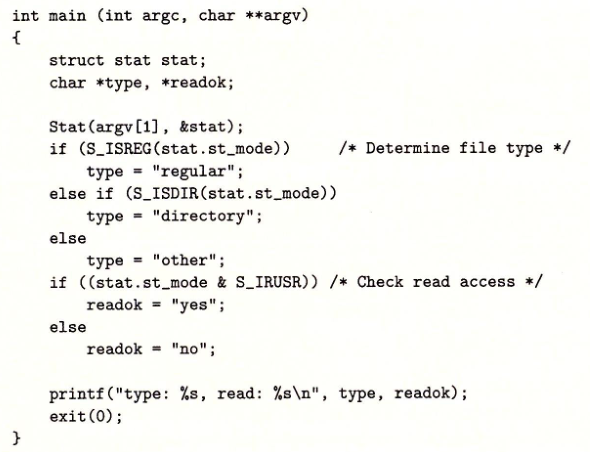 int main (int argc, char **argv)
{
    struct stat stat;
    char *type, *readok;

    Stat(argv[1], &stat);
    if (S_ISREG(stat.st_mode))     /* Determine file type */
        type = "regular";
    else if (S_ISDIR(stat.st_mode))
        type = "directory";
    else
        type = "other";
    if ((stat.st_mode & S_IRUSR)) /* Check read access */
        readok = "yes";
    else
        readok = "no";

    printf("type: %s, read: %s\n", type, readok);
    exit(0);
}